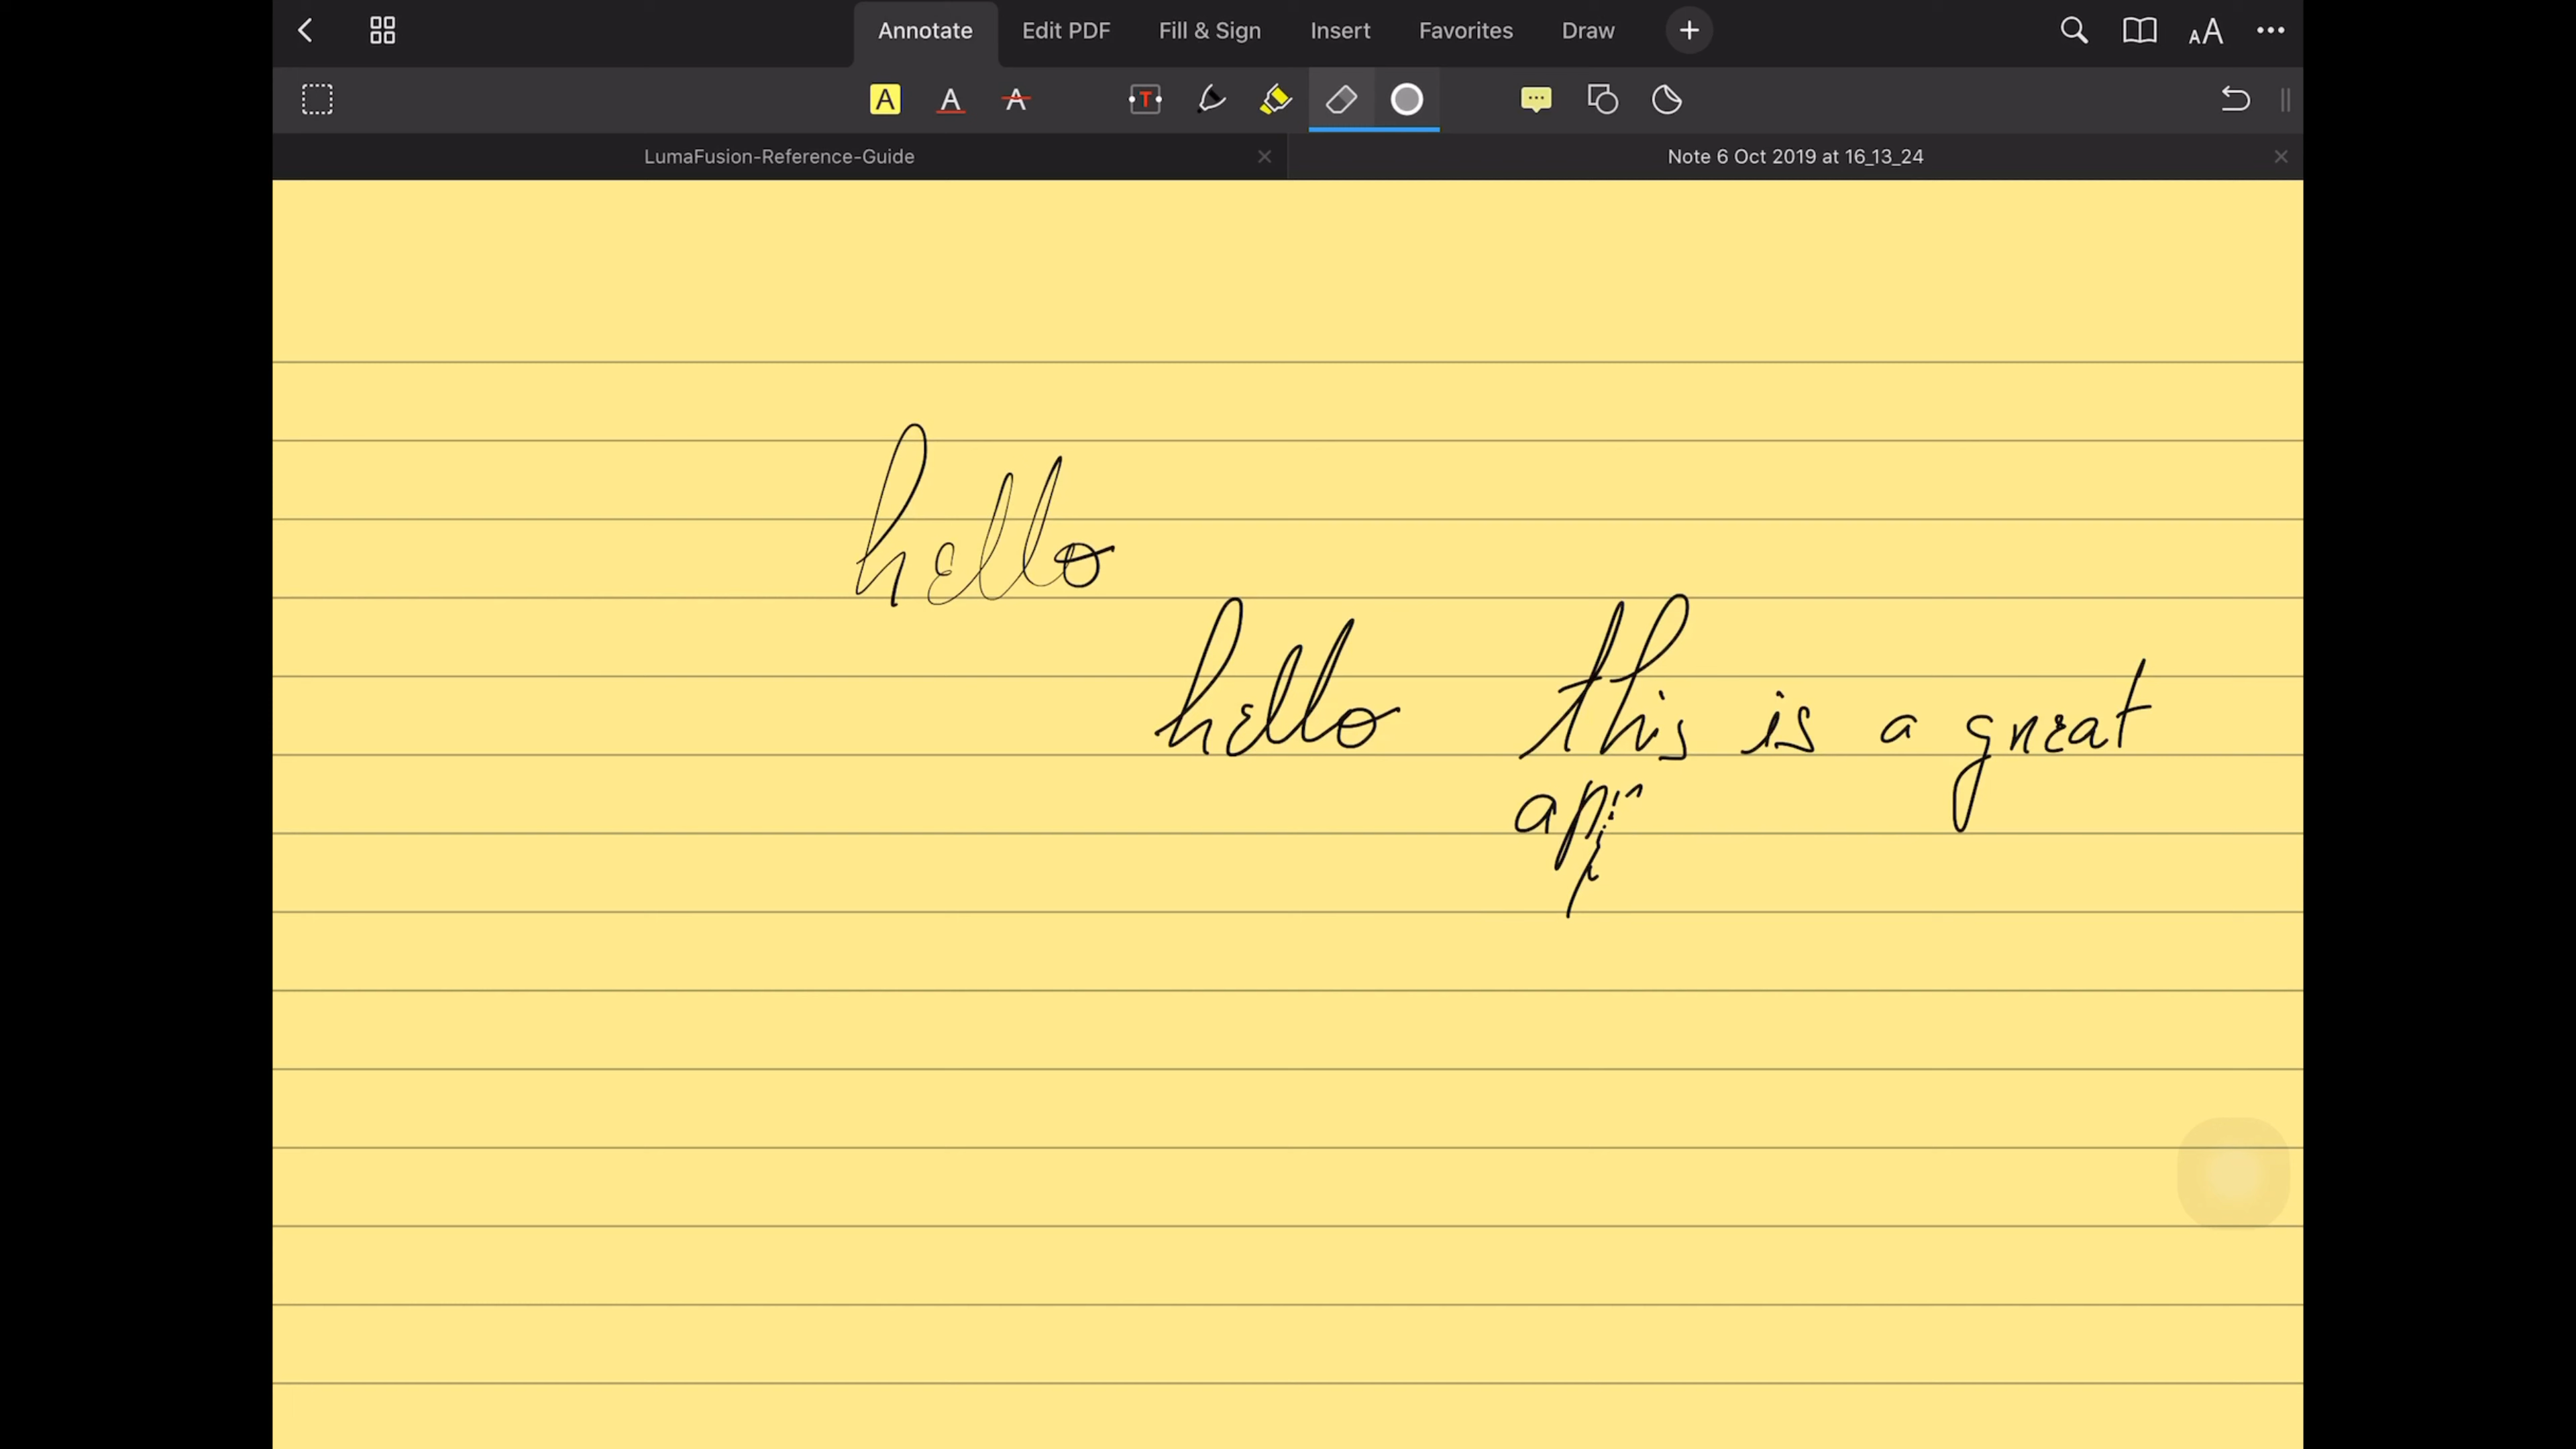 Annotate Edit PDF Fill & Sign Insert Favorites Draw
LumaFusion-Reference-Guide
Note 6 Oct 2019 at 16_13_24
hello
hello this is a great